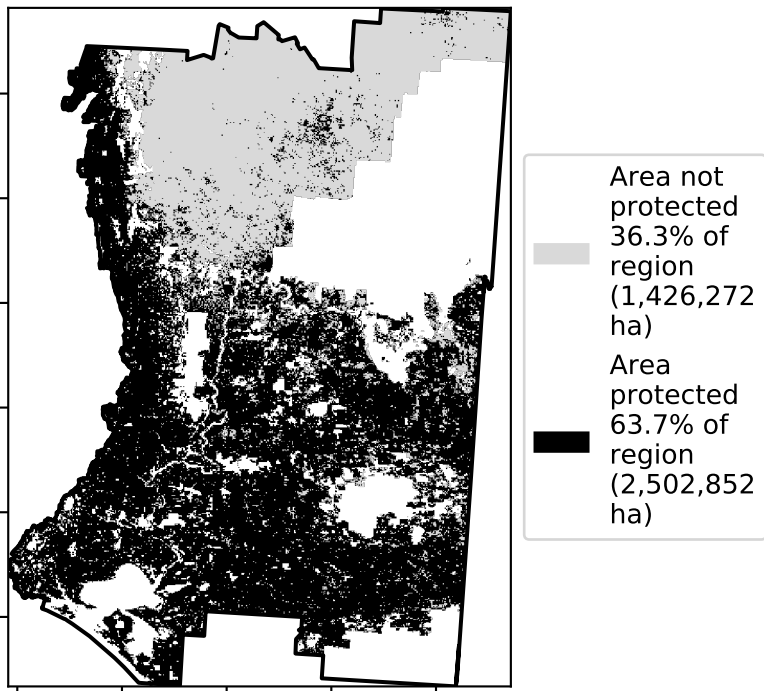 Area not
protected
36.3% of
region
(1,426,272
ha)
Area
protected
63.7% of
region
(2,502,852
ha)